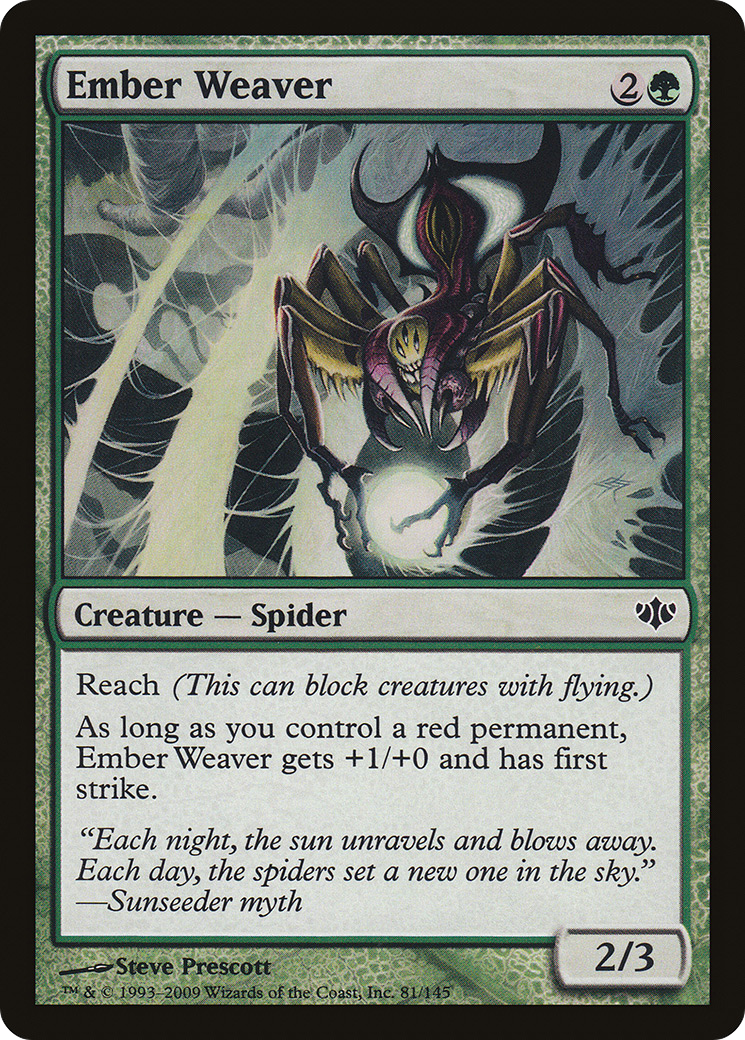 Ember Weaver
2
Creature — Spider
Reach (This can block creatures with flying.)
As long as you control a red permanent,
Ember Weaver gets +1/+0 and has first
strike.
“Each night, the sun unravels and blows away.
Each day, the spiders set a new one in the sky.”
—Sunseeder myth
2/3
Steve Prescott
™ & © 1993–2009 Wizards of the Coast, Inc. 81/145